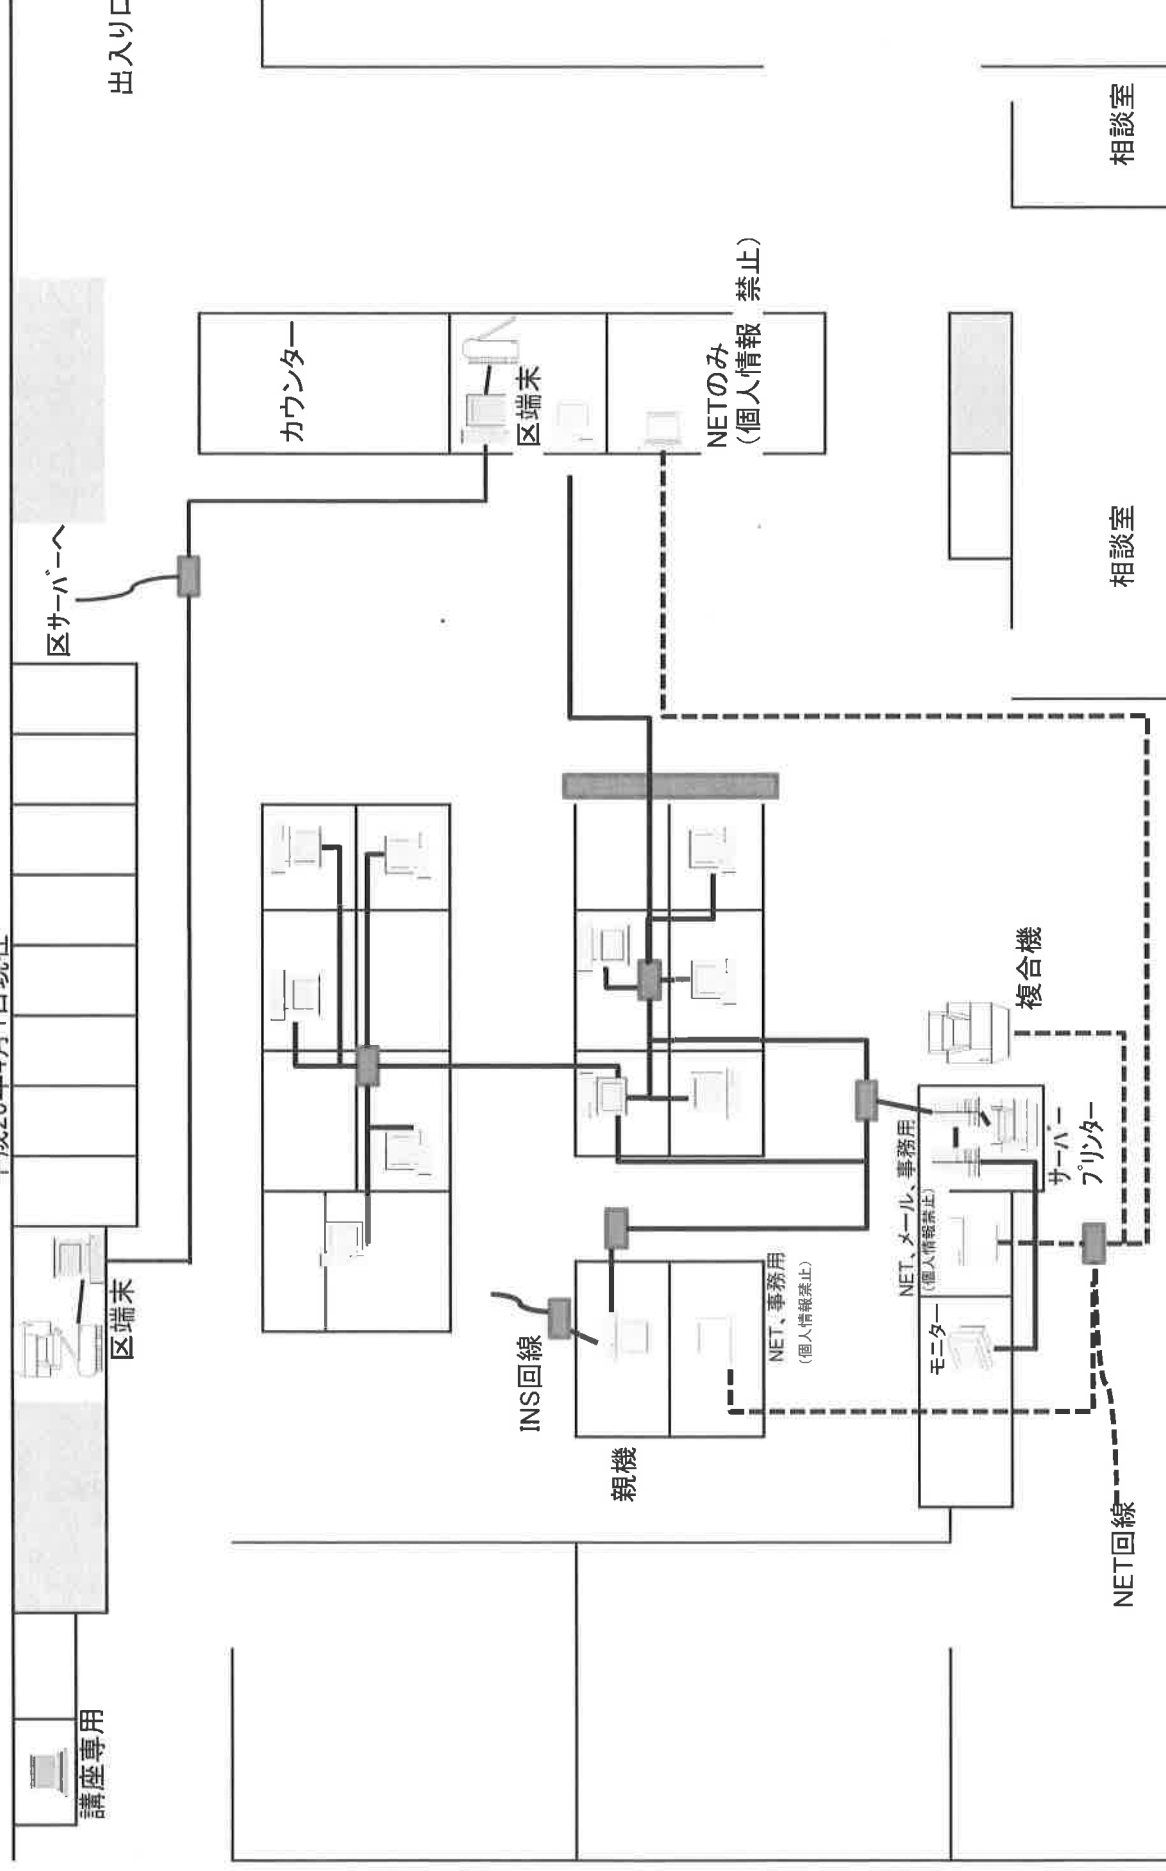 出入り口
相談室
カウンター
区端末
NETのみ
（個人情報　禁止）
相談室
区サーバーへ
複合機
サーバー
プリンター
NET、メール、事務用
（個人情報禁止）
モニター
NET、事務用
（個人情報禁止）
INS回線
親機
区端末
NET回線
講座専用